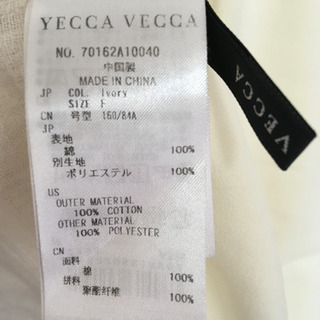 YECCA VECCA
NO. 70162A10040
中国製
MADE IN CHINA
JP COL. Ivory
SIZE F
CN 号型 160/84A
JP
表地
綿 100%
別生地
ポリエステル 100%
US
OUTER MATERIAL
100% COTTON
OTHER MATERIAL
100% POLYESTER
CN
面料
棉 100%
拼料
聚酯纤维 100%
VECCA